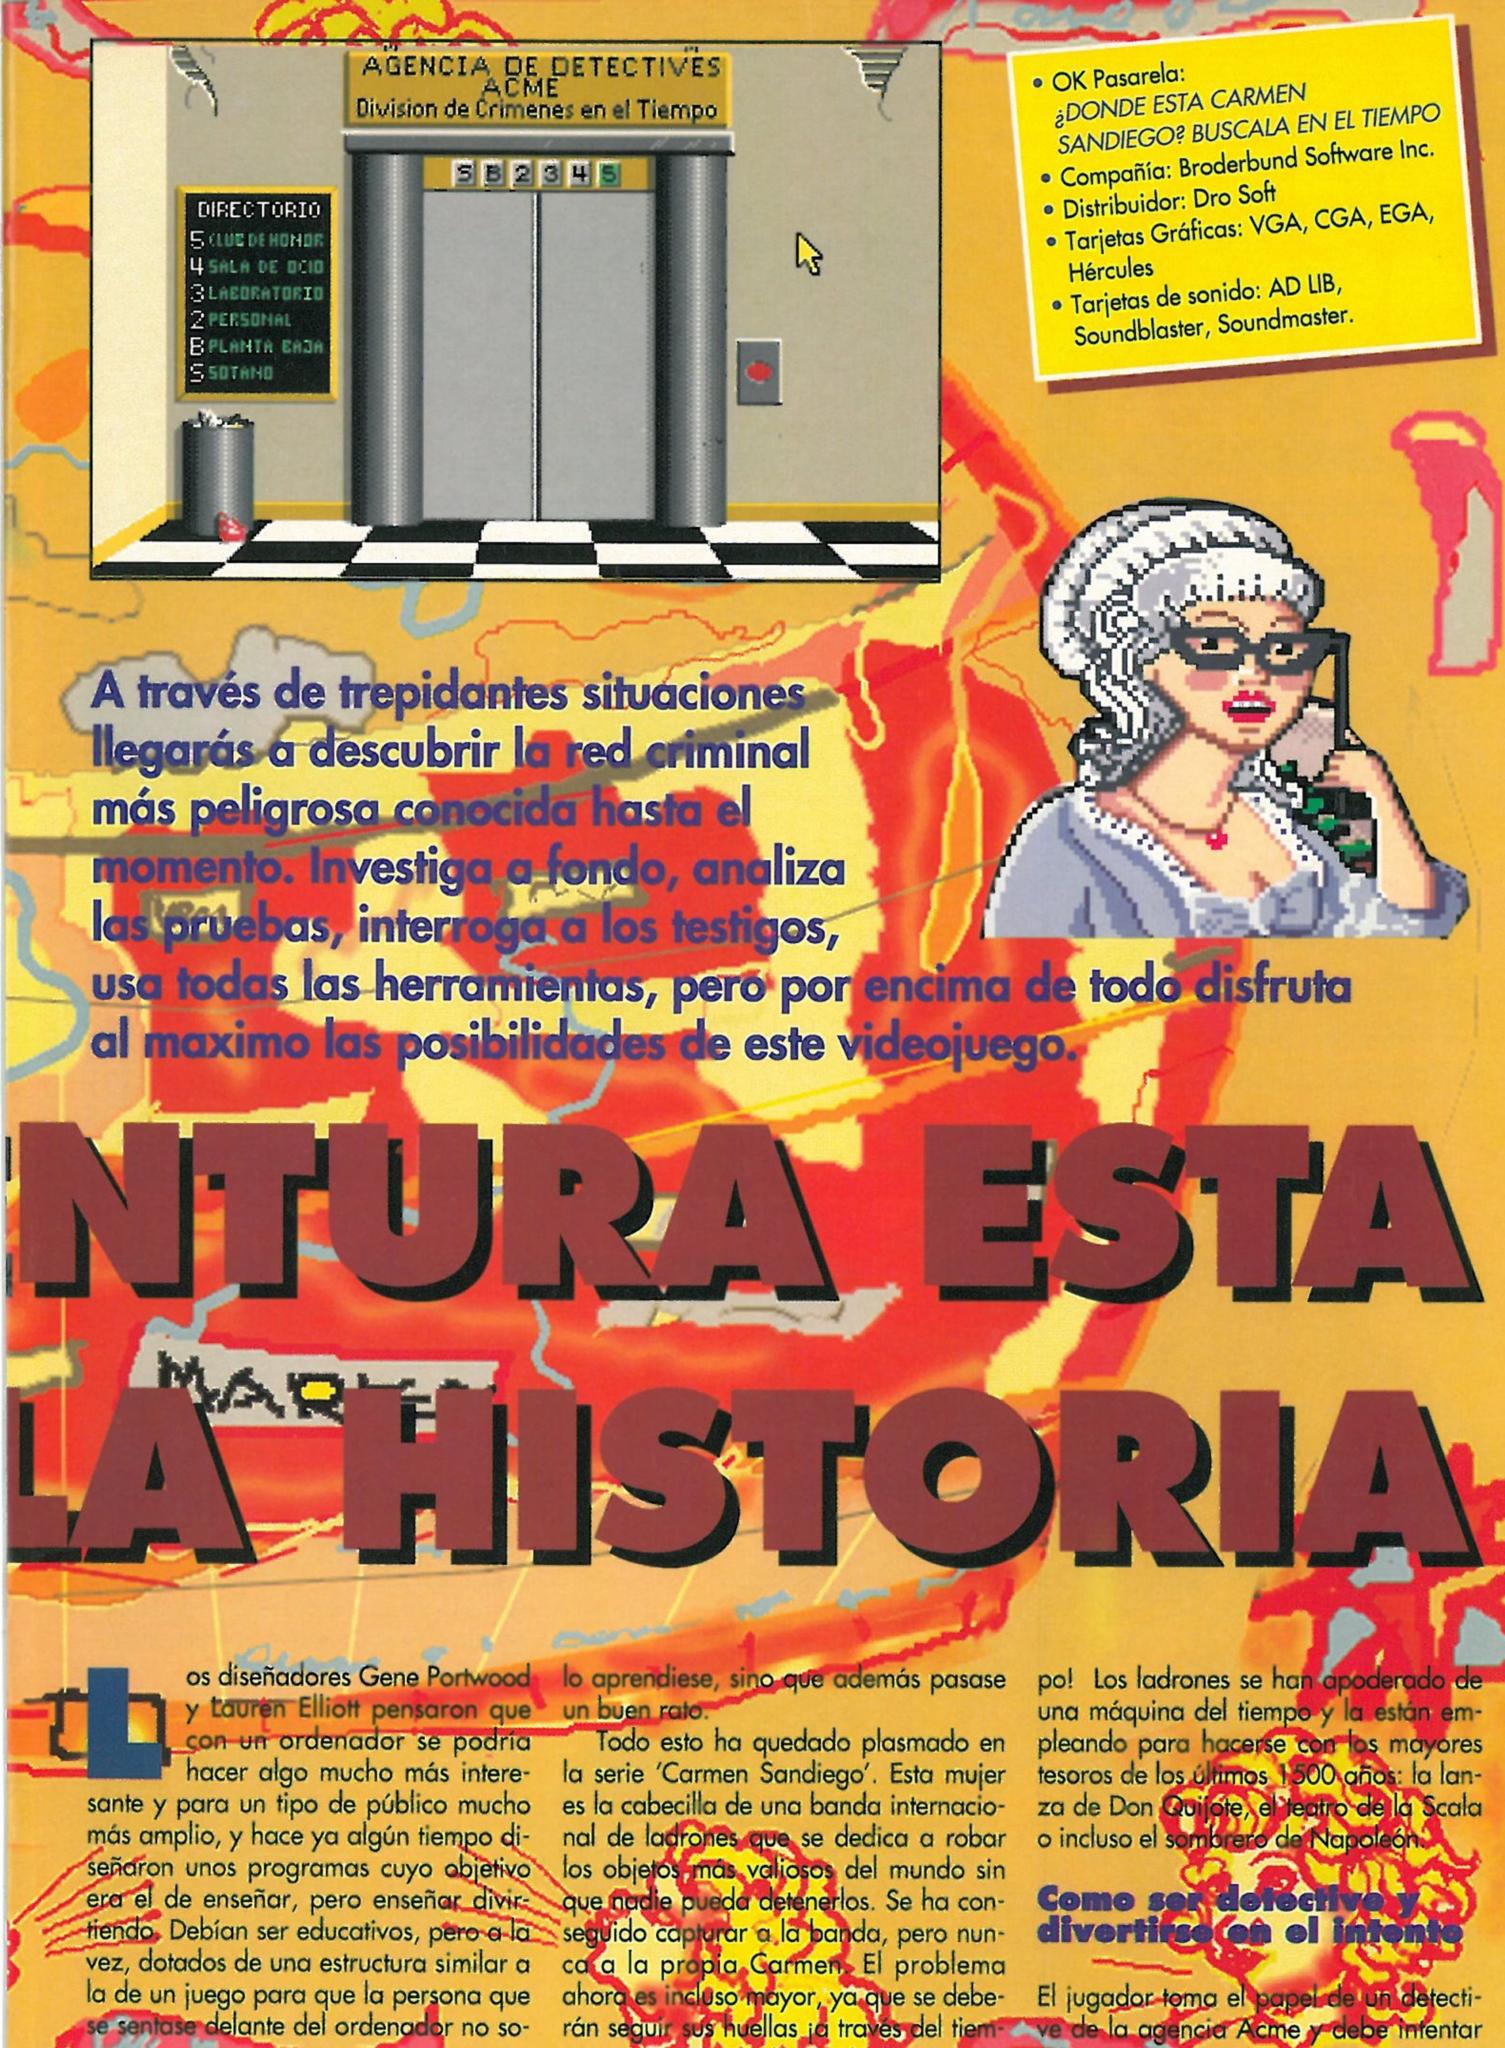 AGENCIA DE DETECTIVES
ACME
Division de Crimenes en el Tiempo
S B 2 3 4 5
DIRECTORIO
5 CLUB DE HONOR
4 SALA DE OCIO
3 LABORATORIO
2 PERSONAL
B PLANTA BAJA
S SOTANO
• OK Pasarela:
¿DONDE ESTA CARMEN
SANDIEGO? BUSCALA EN EL TIEMPO
• Compañía: Broderbund Software Inc.
• Distribuidor: Dro Soft
• Tarjetas Gráficas: VGA, CGA, EGA,
Hércules
• Tarjetas de sonido: AD LIB,
Soundblaster, Soundmaster.
A través de trepidantes situaciones
llegarás a descubrir la red criminal
más peligrosa conocida hasta el
momento. Investiga a fondo, analiza
las pruebas, interroga a los testigos,
usa todas las herramientas, pero por encima de todo disfruta
al maximo las posibilidades de este videojuego.
ENTURA ESTA
LA HISTORIA
Los diseñadores Gene Portwood
y Lauren Elliott pensaron que
con un ordenador se podría
hacer algo mucho más intere-
sante y para un tipo de público mucho
más amplio, y hace ya algún tiempo di-
señaron unos programas cuyo objetivo
era el de enseñar, pero enseñar divir-
tiendo. Debían ser educativos, pero a la
vez, dotados de una estructura similar a
la de un juego para que la persona que
se sentase delante del ordenador no so-
lo aprendiese, sino que además pasase
un buen rato.
Todo esto ha quedado plasmado en
la serie 'Carmen Sandiego'. Esta mujer
es la cabecilla de una banda internacio-
nal de ladrones que se dedica a robar
los objetos más valiosos del mundo sin
que nadie pueda detenerlos. Se ha con-
seguido capturar a la banda, pero nun-
ca a la propia Carmen. El problema
ahora es incluso mayor, ya que se debe-
rán seguir sus huellas ¡a través del tiem-
po! Los ladrones se han apoderado de
una máquina del tiempo y la están em-
pleando para hacerse con los mayores
tesoros de los últimos 1500 años: la lan-
za de Don Quijote, el teatro de la Scala
o incluso el sombrero de Napoleón.
Como ser detective y
divertirse en el intento
El jugador toma el papel de un detecti-
ve de la agencia Acme y debe intentar